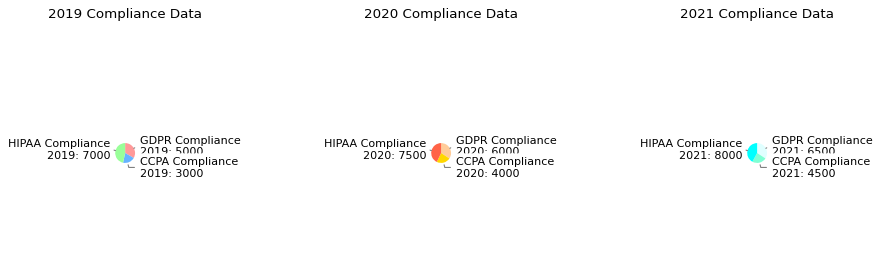 2019 Compliance Data
HIPAA Compliance
2019: 7000
GDPR Compliance
2019: 5000
CCPA Compliance
2019: 3000
2020 Compliance Data
HIPAA Compliance
2020: 7500
GDPR Compliance
2020: 6000
CCPA Compliance
2020: 4000
2021 Compliance Data
HIPAA Compliance
2021: 8000
GDPR Compliance
2021: 6500
CCPA Compliance
2021: 4500